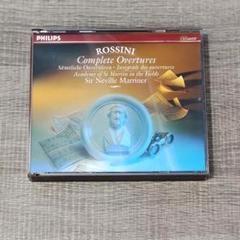 PHILIPS
ROSSINI
Complete Overtures
Sämtliche Ouvertüren · Intégrale des ouvertures
Academy of St Martin in the Fields
Sir Neville Marriner